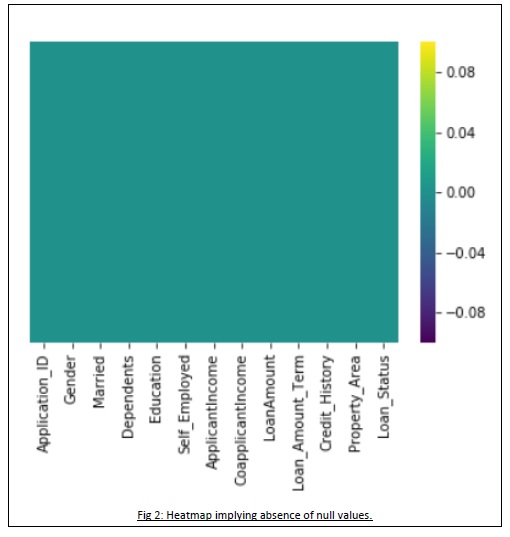 0.08
0.04
0.00
−0.04
−0.08
Application_ID
Gender
Married
Dependents
Education
Self_Employed
ApplicantIncome
CoapplicantIncome
LoanAmount
Loan_Amount_Term
Credit_History
Property_Area
Loan_Status
Fig 2: Heatmap implying absence of null values.